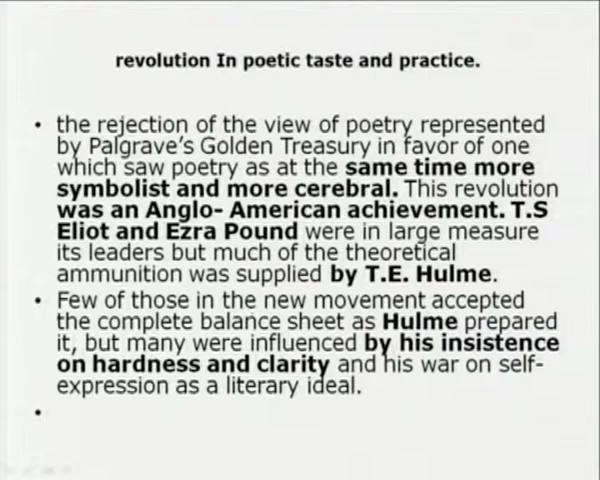 revolution In poetic taste and practice.
• the rejection of the view of poetry represented
by Palgrave's Golden Treasury in favor of one
which saw poetry as at the same time more
symbolist and more cerebral. This revolution
was an Anglo- American achievement. T.S
Eliot and Ezra Pound were in large measure
its leaders but much of the theoretical
ammunition was supplied by T.E. Hulme.
• Few of those in the new movement accepted
the complete balance sheet as Hulme prepared
it, but many were influenced by his insistence
on hardness and clarity and his war on self-
expression as a literary ideal.
•